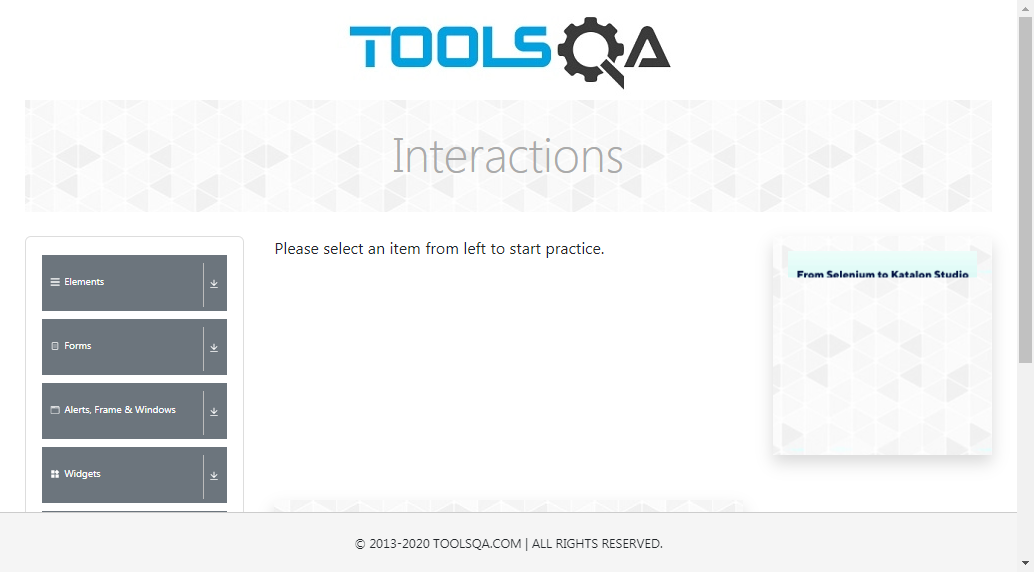 TOOLSQA
Interactions
Please select an item from left to start practice.
Elements
Forms
Alerts, Frame & Windows
Widgets
From Selenium to Katalon Studio
© 2013-2020 TOOLSQA.COM | ALL RIGHTS RESERVED.